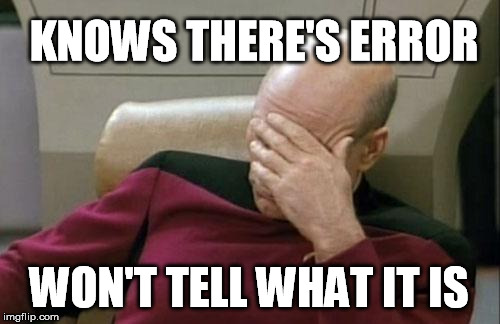 KNOWS THERE'S ERROR
WON'T TELL WHAT IT IS
imgflip.com